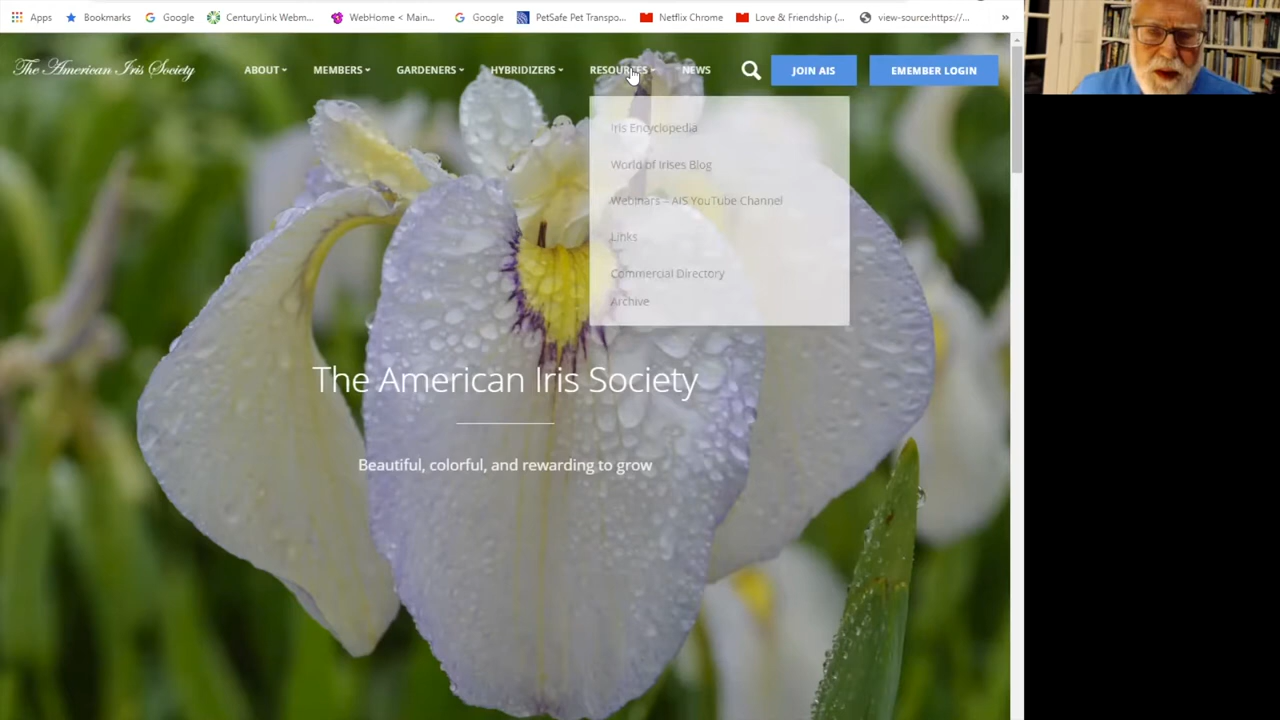 Apps Bookmarks Google CenturyLink Webm... WebHome < Main... Google PetSafe Pet Transpo... Netflix Chrome Love & Friendship (... view-source:https://... »
The American Iris Society ABOUT MEMBERS GARDENERS HYBRIDIZERS RESOURCES NEWS JOIN AIS EMEMBER LOGIN
Iris Encyclopedia
World of Irises Blog
Webinars – AIS YouTube Channel
Links
Commercial Directory
Archive
The American Iris Society
Beautiful, colorful, and rewarding to grow